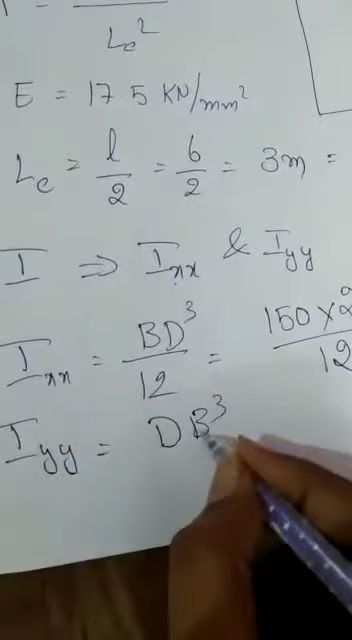 Le²
E = 17.5 KN/mm²
Le = l/2 = 6/2 = 3m =
I ⇒ Ixx & Iyy
Ixx = BD³/12 = 150 × 2 /12
Iyy = DB³